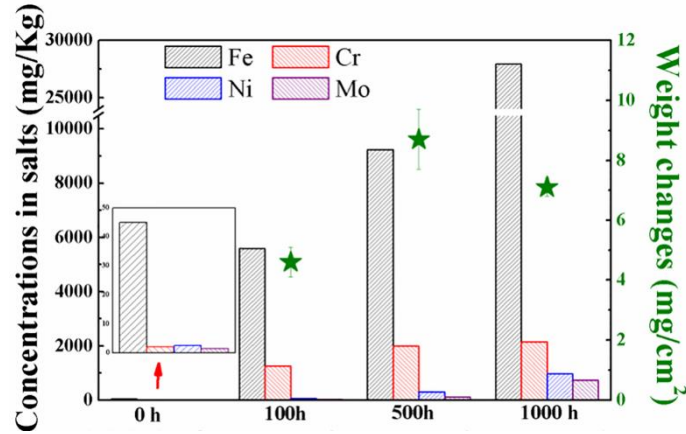 Concentrations in salts (mg/Kg)
30000
25000
10000
8000
6000
4000
2000
0
Fe
Cr
Ni
Mo
50
40
30
20
10
0
0 h
100h
500h
1000 h
12
10
8
6
4
2
0
Weight changes (mg/cm²)